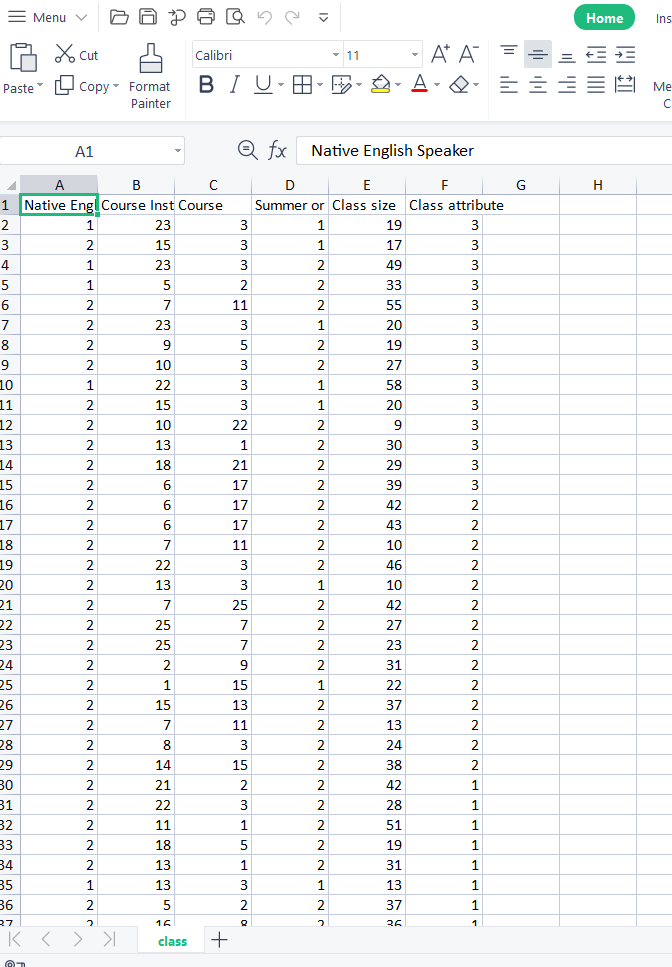 Menu Home Ins
Cut Calibri 11 A+ A-
Paste Copy Format Painter B I U A Me
C
A1 fx Native English Speaker
A B C D E F G H
1 Native Engl Course Inst Course Summer or Class size Class attribute
2 1 23 3 1 19 3
3 2 15 3 1 17 3
4 1 23 3 2 49 3
5 1 5 2 2 33 3
6 2 7 11 2 55 3
7 2 23 3 1 20 3
8 2 9 5 2 19 3
9 2 10 3 2 27 3
10 1 22 3 1 58 3
11 2 15 3 1 20 3
12 2 10 22 2 9 3
13 2 13 1 2 30 3
14 2 18 21 2 29 3
15 2 6 17 2 39 3
16 2 6 17 2 42 2
17 2 6 17 2 43 2
18 2 7 11 2 10 2
19 2 22 3 2 46 2
20 2 13 3 1 10 2
21 2 7 25 2 42 2
22 2 25 7 2 27 2
23 2 25 7 2 23 2
24 2 2 9 2 31 2
25 2 1 15 1 22 2
26 2 15 13 2 37 2
27 2 7 11 2 13 2
28 2 8 3 2 24 2
29 2 14 15 2 38 2
30 2 21 2 2 42 1
31 2 22 3 2 28 1
32 2 11 1 2 51 1
33 2 18 5 2 19 1
34 2 13 1 2 31 1
35 1 13 3 1 13 1
36 2 5 2 2 37 1
37 2 16 8 2 36 1
class